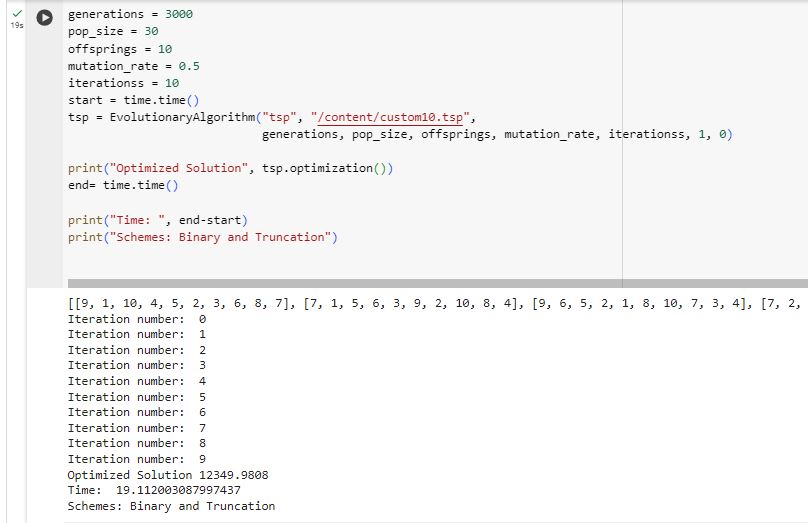 generations = 3000
19s
pop_size = 30
offsprings = 10
mutation_rate = 0.5
iterationss = 10
start = time.time()
tsp = EvolutionaryAlgorithm("tsp", "/content/custom10.tsp",
generations, pop_size, offsprings, mutation_rate, iterationss, 1, 0)
print("Optimized Solution", tsp.optimization())
end= time.time()
print("Time: ", end-start)
print("Schemes: Binary and Truncation")
[[9, 1, 10, 4, 5, 2, 3, 6, 8, 7], [7, 1, 5, 6, 3, 9, 2, 10, 8, 4], [9, 6, 5, 2, 1, 8, 10, 7, 3, 4], [7, 2,
Iteration number:  0
Iteration number:  1
Iteration number:  2
Iteration number:  3
Iteration number:  4
Iteration number:  5
Iteration number:  6
Iteration number:  7
Iteration number:  8
Iteration number:  9
Optimized Solution 12349.9808
Time:  19.112003087997437
Schemes: Binary and Truncation